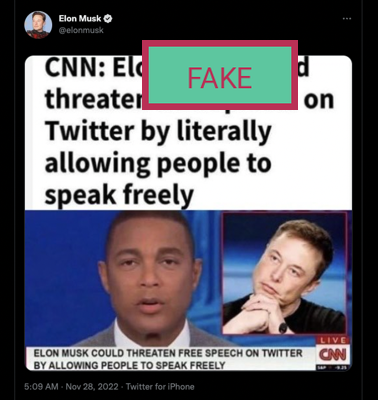 Elon Musk
@elonmusk
CNN: Elo d
threaten on
FAKE
Twitter by literally
allowing people to
speak freely
LIVE
ELON MUSK COULD THREATEN FREE SPEECH ON TWITTER
BY ALLOWING PEOPLE TO SPEAK FREELY
CNN
S&P -5.25
5:09 AM · Nov 28, 2022 · Twitter for iPhone